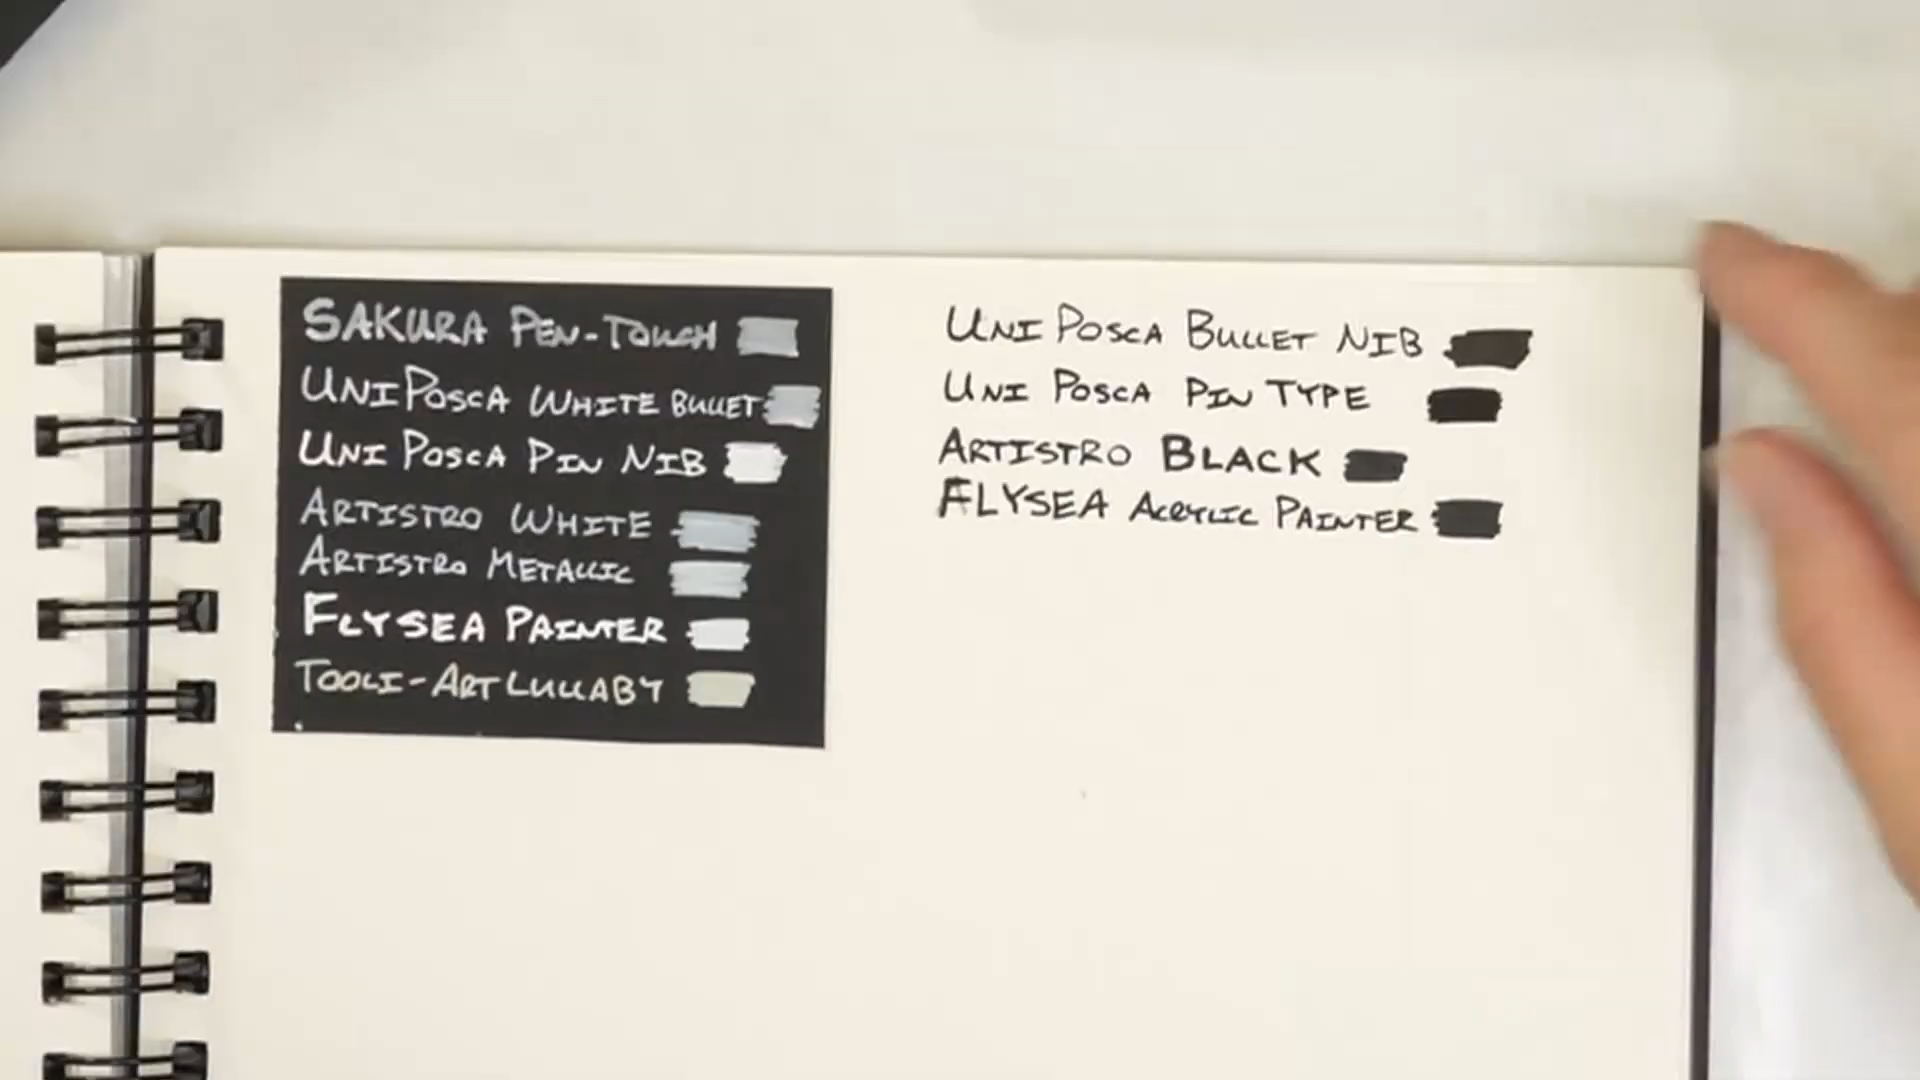 SAKURA PEN-TOUCH
UNI POSCA WHITE BULLET
UNI POSCA PIN NIB
ARTISTRO WHITE
ARTISTRO METALLIC
FLYSEA PAINTER
TOOLI-ART LULLABY
UNI POSCA BULLET NIB
UNI POSCA PIN TYPE
ARTISTRO BLACK
FLYSEA ACRYLIC PAINTER